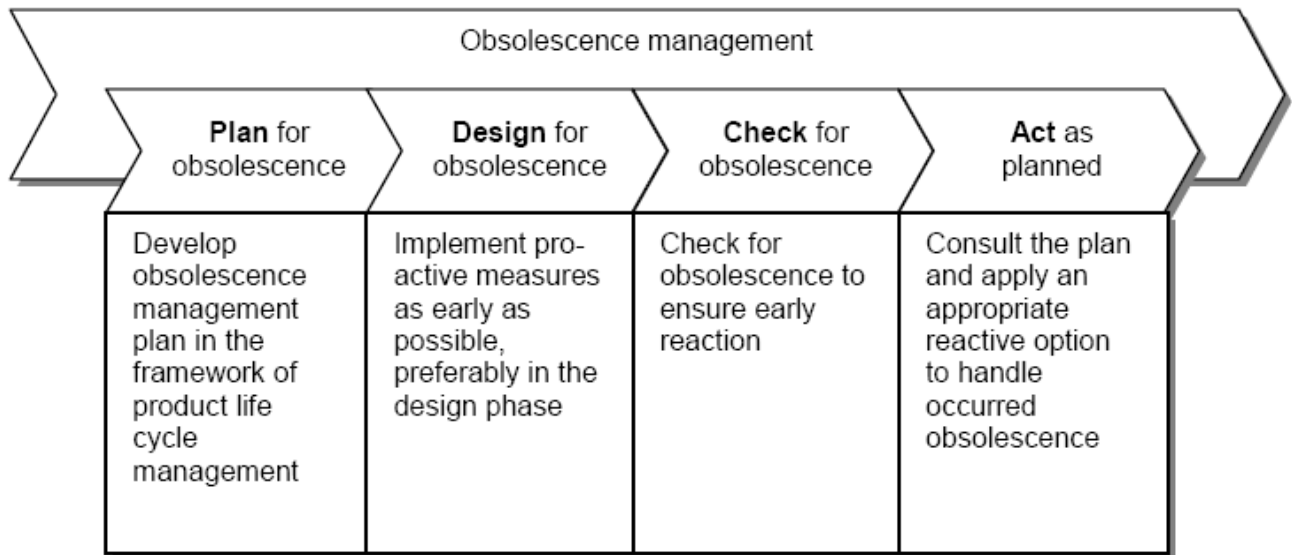 Obsolescence management
Plan for
obsolescence
Design for
obsolescence
Check for
obsolescence
Act as
planned
Develop
obsolescence
management
plan in the
framework of
product life
cycle
management
Implement pro-
active measures
as early as
possible,
preferably in the
design phase
Check for
obsolescence to
ensure early
reaction
Consult the plan
and apply an
appropriate
reactive option
to handle
occurred
obsolescence